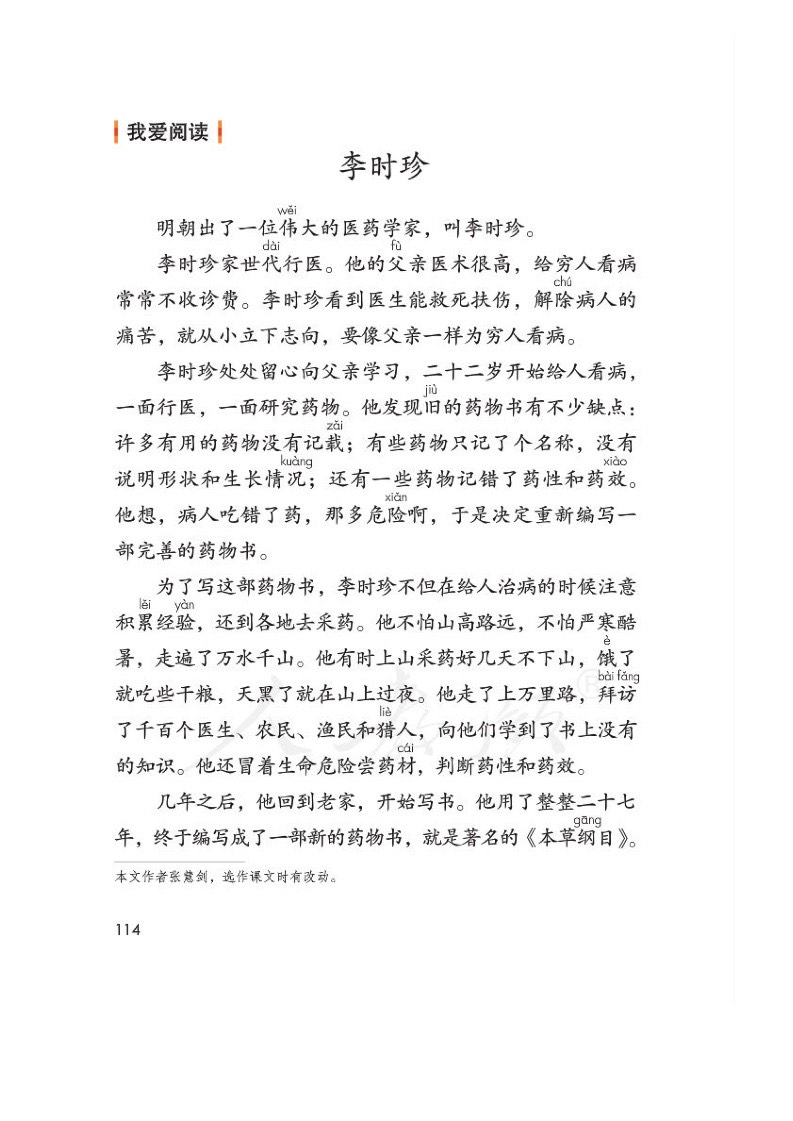 我爱阅读
李时珍
wěi
明朝出了一位伟大的医药学家，叫李时珍。
dài fù
李时珍家世代行医。他的父亲医术很高，给穷人看病
chú
常常不收诊费。李时珍看到医生能救死扶伤，解除病人的
痛苦，就从小立下志向，要像父亲一样为穷人看病。
李时珍处处留心向父亲学习，二十二岁开始给人看病，
jiù
一面行医，一面研究药物。他发现旧的药物书有不少缺点：
zǎi
许多有用的药物没有记载；有些药物只记了个名称，没有
kuàng xiào
说明形状和生长情况；还有一些药物记错了药性和药效。
xiǎn
他想，病人吃错了药，那多危险啊，于是决定重新编写一
部完善的药物书。
为了写这部药物书，李时珍不但在给人治病的时候注意
lěi yàn
积累经验，还到各地去采药。他不怕山高路远，不怕严寒酷
è
暑，走遍了万水千山。他有时上山采药好几天不下山，饿了
bài fǎng
就吃些干粮，天黑了就在山上过夜。他走了上万里路，拜访
liè
了千百个医生、农民、渔民和猎人，向他们学到了书上没有
cái
的知识。他还冒着生命危险尝药材，判断药性和药效。
几年之后，他回到老家，开始写书。他用了整整二十七
gāng
年，终于编写成了一部新的药物书，就是著名的《本草纲目》。
本文作者张慧剑，选作课文时有改动。
114